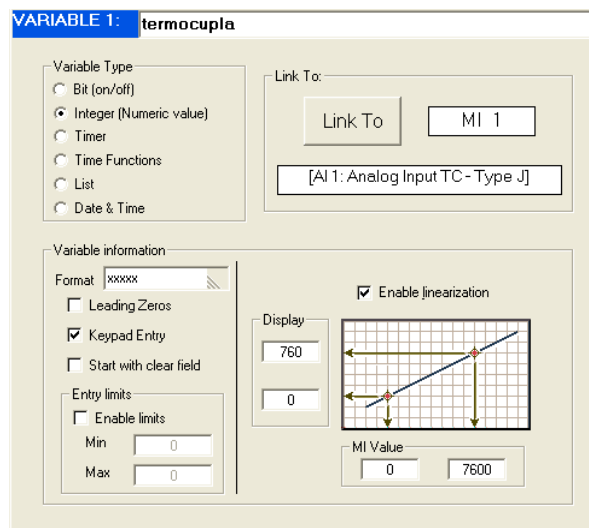 VARIABLE 1: termocupla
Variable Type
Bit (on/off)
Integer (Numeric value)
Timer
Time Functions
List
Date & Time
Link To:
Link To
MI 1
[AI 1: Analog Input TC - Type J]
Variable information
Format xxxxx
Leading Zeros
Keypad Entry
Start with clear field
Entry limits
Enable limits
Min 0
Max 0
Enable linearization
Display
760
0
MI Value
0 7600